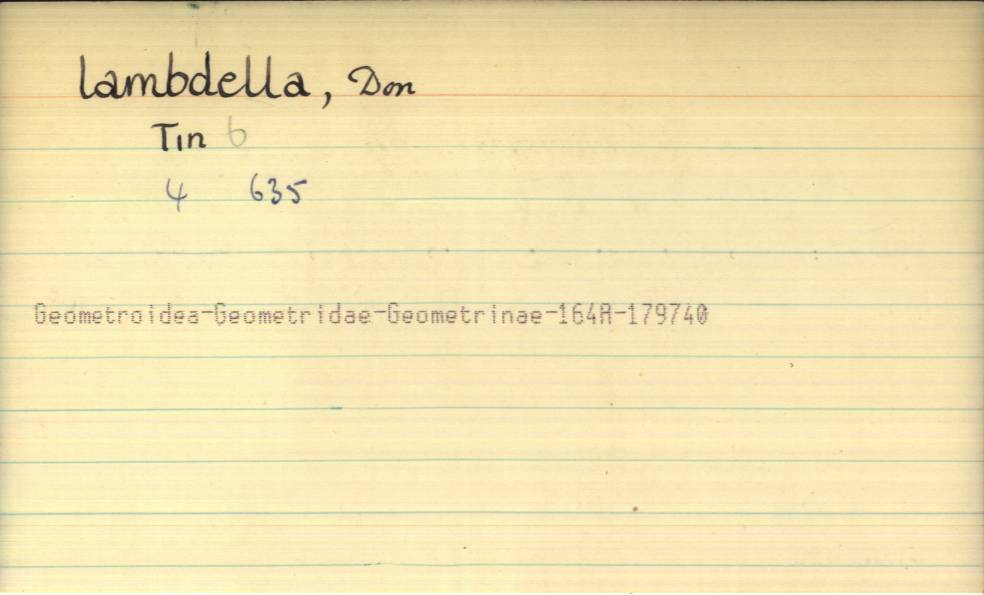 lambdella, Don
Tin 6
4 635
Geometroidea-Geometridae-Geometrinae-164A-179740